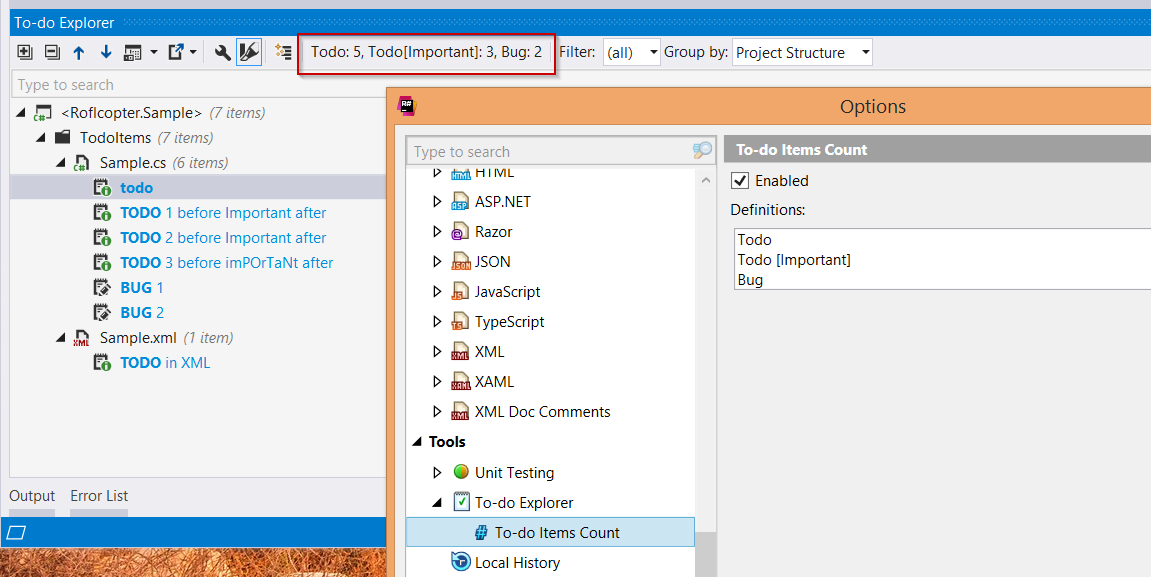 To-do Explorer
Todo: 5, Todo[Important]: 3, Bug: 2
Filter: (all) Group by: Project Structure
Type to search
<Roflcopter.Sample> (7 items)
TodoItems (7 items)
Sample.cs (6 items)
todo
TODO 1 before Important after
TODO 2 before Important after
TODO 3 before imPOrTaNt after
BUG 1
BUG 2
Sample.xml (1 item)
TODO in XML
Output Error List
R#
Options
Type to search
HTML
ASP.NET
Razor
JSON
JavaScript
TypeScript
XML
XAML
XML Doc Comments
Tools
Unit Testing
To-do Explorer
To-do Items Count
Local History
To-do Items Count
Enabled
Definitions:
Todo
Todo [Important]
Bug